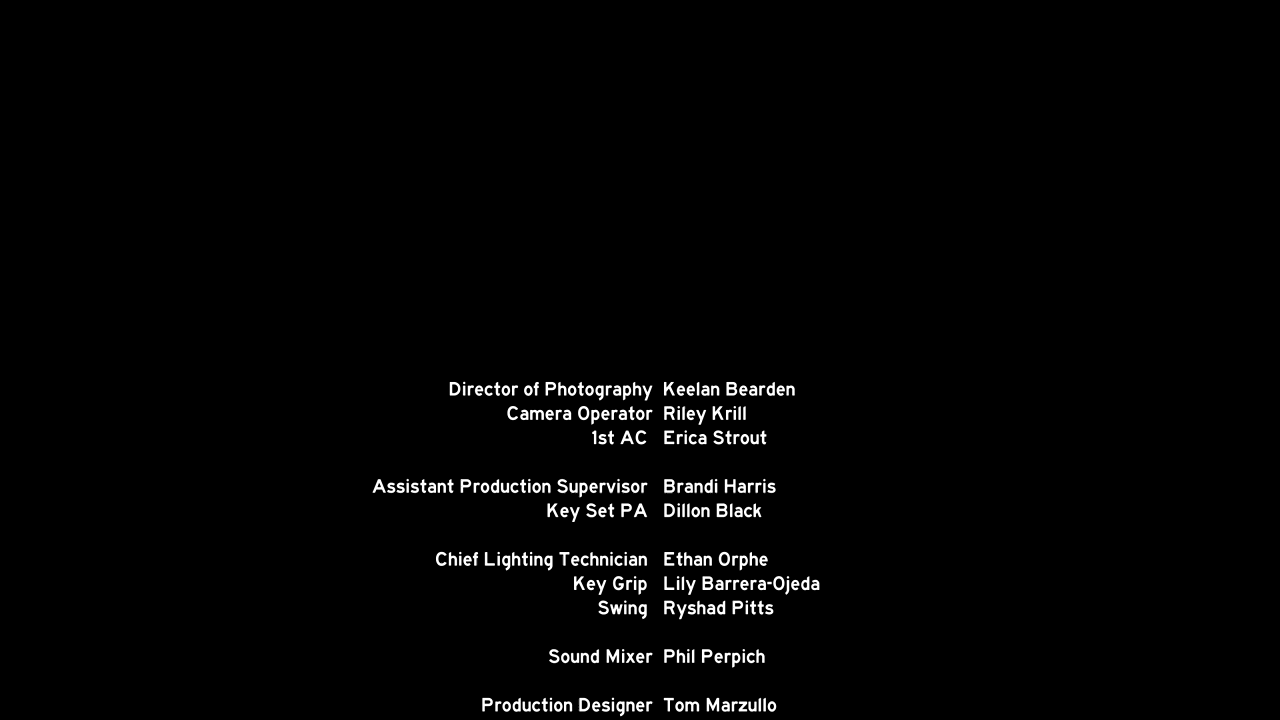 Director of Photography Keelan Bearden
Camera Operator Riley Krill
1st AC Erica Strout
Assistant Production Supervisor Brandi Harris
Key Set PA Dillon Black
Chief Lighting Technician Ethan Orphe
Key Grip Lily Barrera-Ojeda
Swing Ryshad Pitts
Sound Mixer Phil Perpich
Production Designer Tom Marzullo